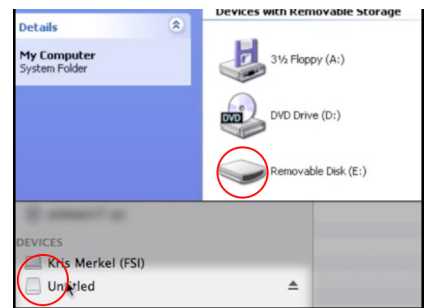 Devices with Removable Storage
Details
My Computer
System Folder
3½ Floppy (A:)
DVD
DVD Drive (D:)
Removable Disk (E:)
DEVICES
Kris Merkel (FSI)
Untitled